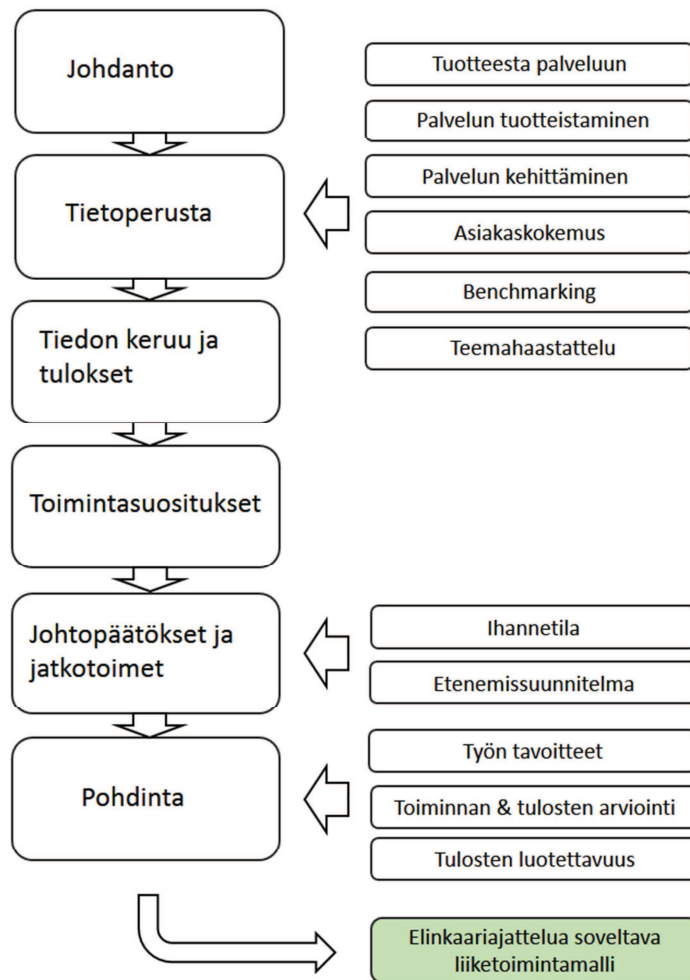 Johdanto
Tuotteesta palveluun
Palvelun tuotteistaminen
Tietoperusta
Palvelun kehittäminen
Asiakaskokemus
Benchmarking
Teemahaastattelu
Tiedon keruu ja
tulokset
Toimintasuositukset
Johtopäätökset ja
jatkotoimet
Ihannetila
Etenemissuunnitelma
Pohdinta
Työn tavoitteet
Toiminnan & tulosten arviointi
Tulosten luotettavuus
Elinkaariajattelua soveltava
liiketoimintamalli